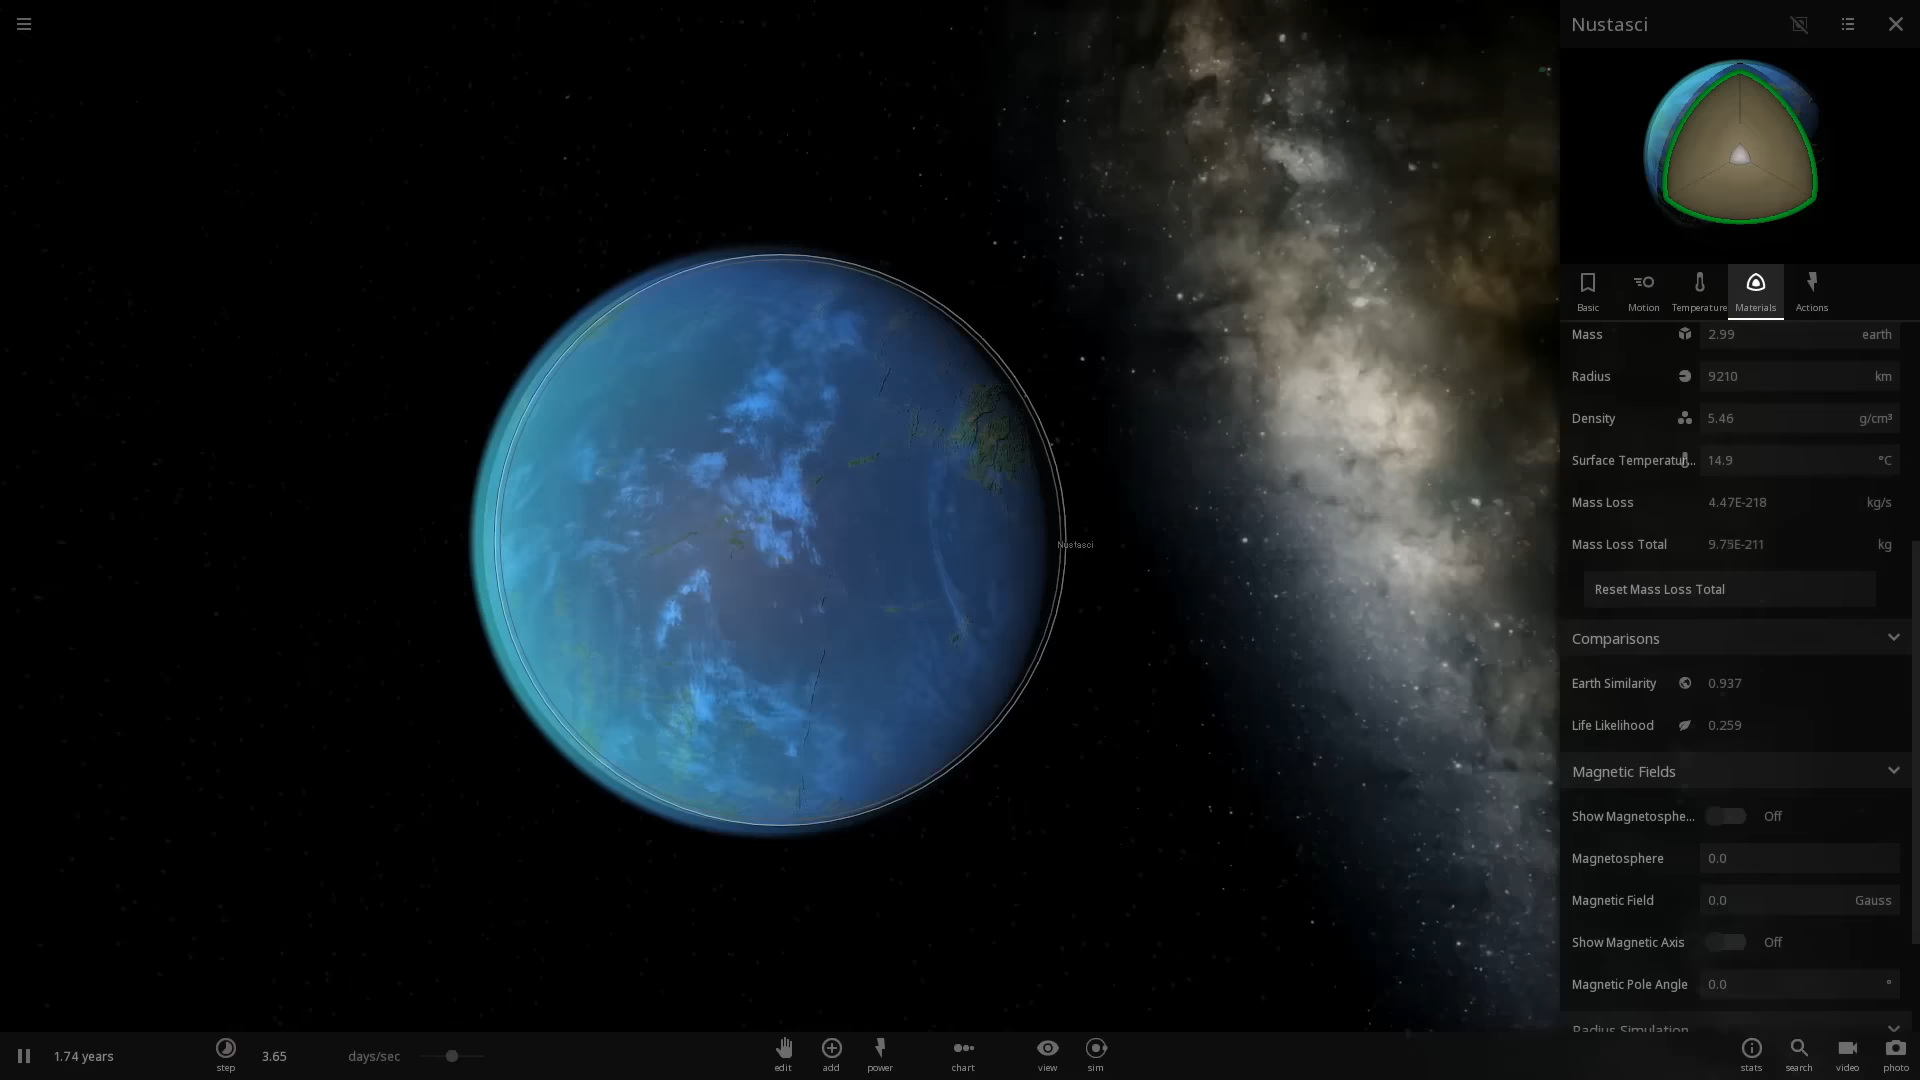 Nustasci
Basic Motion Temperature Materials Actions
Mass 2.99 earth
Radius 9210 km
Density 5.46 g/cm³
Surface Temperatur... 14.9 °C
Mass Loss 4.47E-218 kg/s
Mass Loss Total 9.75E-211 kg
Reset Mass Loss Total
Comparisons
Earth Similarity 0.937
Life Likelihood 0.259
Magnetic Fields
Show Magnetosphe... Off
Magnetosphere 0.0
Magnetic Field 0.0 Gauss
Show Magnetic Axis Off
Magnetic Pole Angle 0.0 °
Radius Simulation
Nustasci
1.74 years step 3.65 days/sec edit add power chart view sim stats search video photo